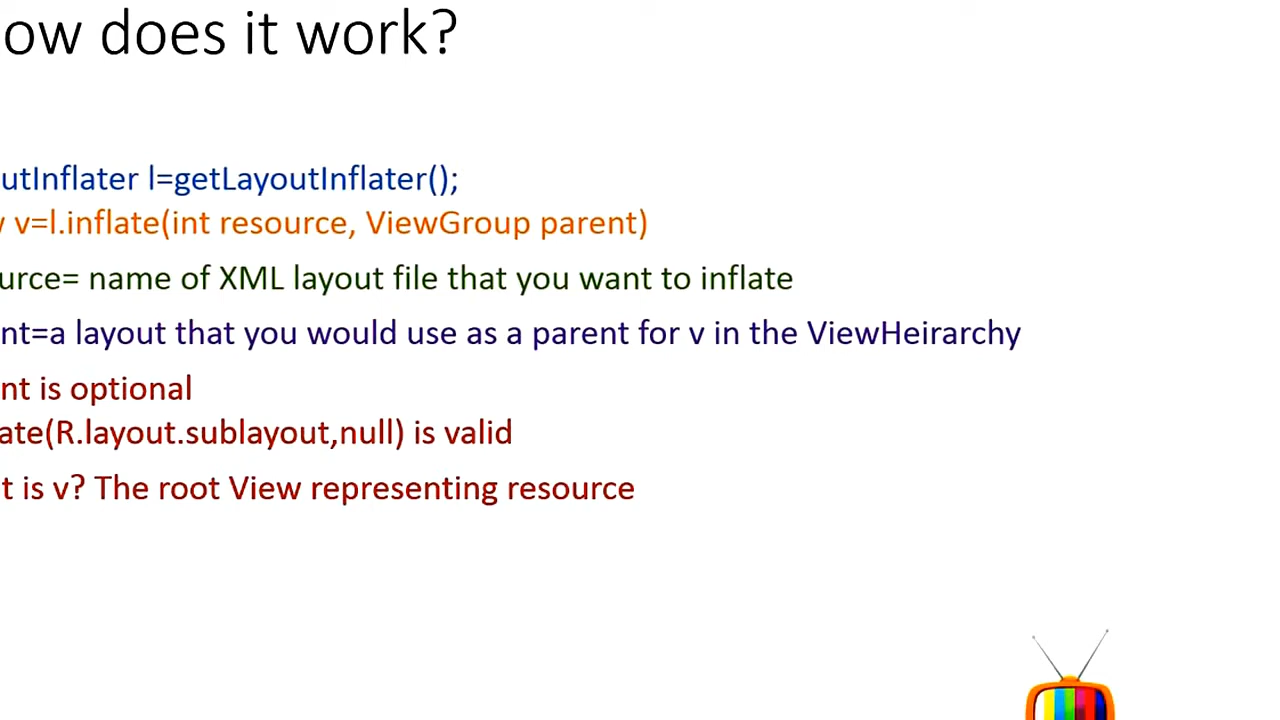 ow does it work?
utInflater l=getLayoutInflater();
v=l.inflate(int resource, ViewGroup parent)
urce= name of XML layout file that you want to inflate
nt=a layout that you would use as a parent for v in the ViewHeirarchy
nt is optional
ate(R.layout.sublayout,null) is valid
t is v? The root View representing resource